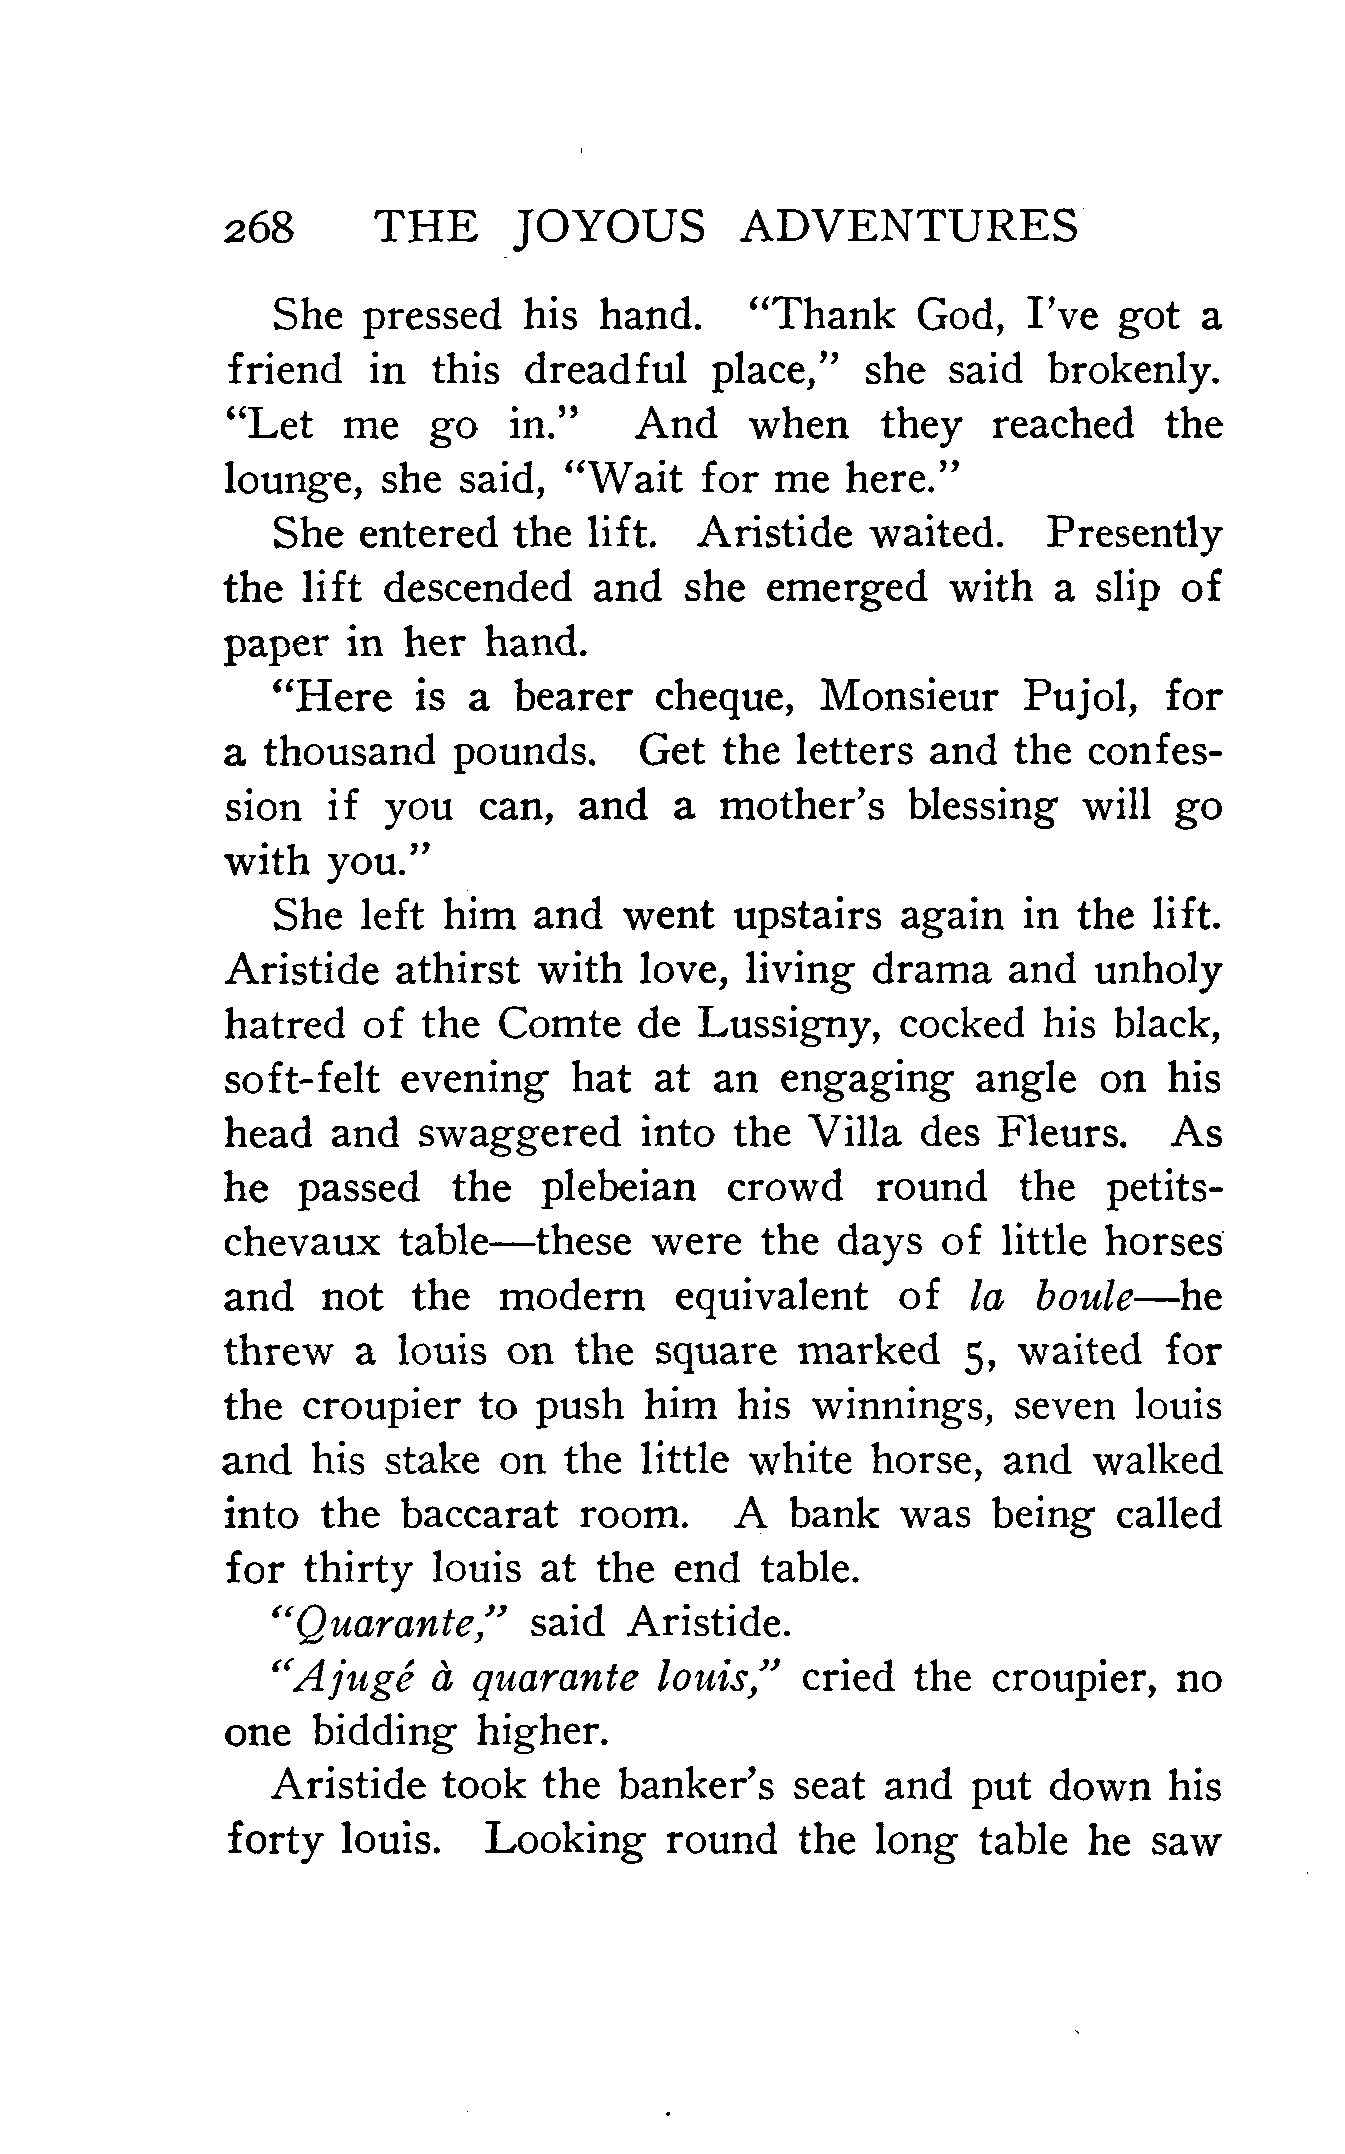 268 THE JOYOUS ADVENTURES
She pressed his hand. “Thank God, I've got a
friend in this dreadful place,” she said brokenly.
“Let me go in.” And when they reached the
lounge, she said, “Wait for me here.”
She entered the lift. Aristide waited. Presently
the lift descended and she emerged with a slip of
paper in her hand.
“Here is a bearer cheque, Monsieur Pujol, for
a thousand pounds. Get the letters and the confes-
sion if you can, and a mother's blessing will go
with you.”
She left him and went upstairs again in the lift.
Aristide athirst with love, living drama and unholy
hatred of the Comte de Lussigny, cocked his black,
soft-felt evening hat at an engaging angle on his
head and swaggered into the Villa des Fleurs. As
he passed the plebeian crowd round the petits-
chevaux table—these were the days of little horses
and not the modern equivalent of la boule—he
threw a louis on the square marked 5, waited for
the croupier to push him his winnings, seven louis
and his stake on the little white horse, and walked
into the baccarat room. A bank was being called
for thirty louis at the end table.
“Quarante,” said Aristide.
“Ajugé à quarante louis,” cried the croupier, no
one bidding higher.
Aristide took the banker's seat and put down his
forty louis. Looking round the long table he saw